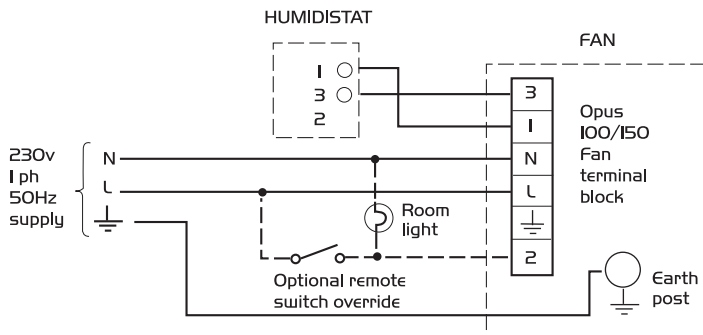 HUMIDISTAT
FAN
1
3
2
3
1
N
L
2
Opus
100/150
Fan
terminal
block
230v
1 ph
50Hz
supply
N
L
Room
light
Optional remote
switch override
Earth
post